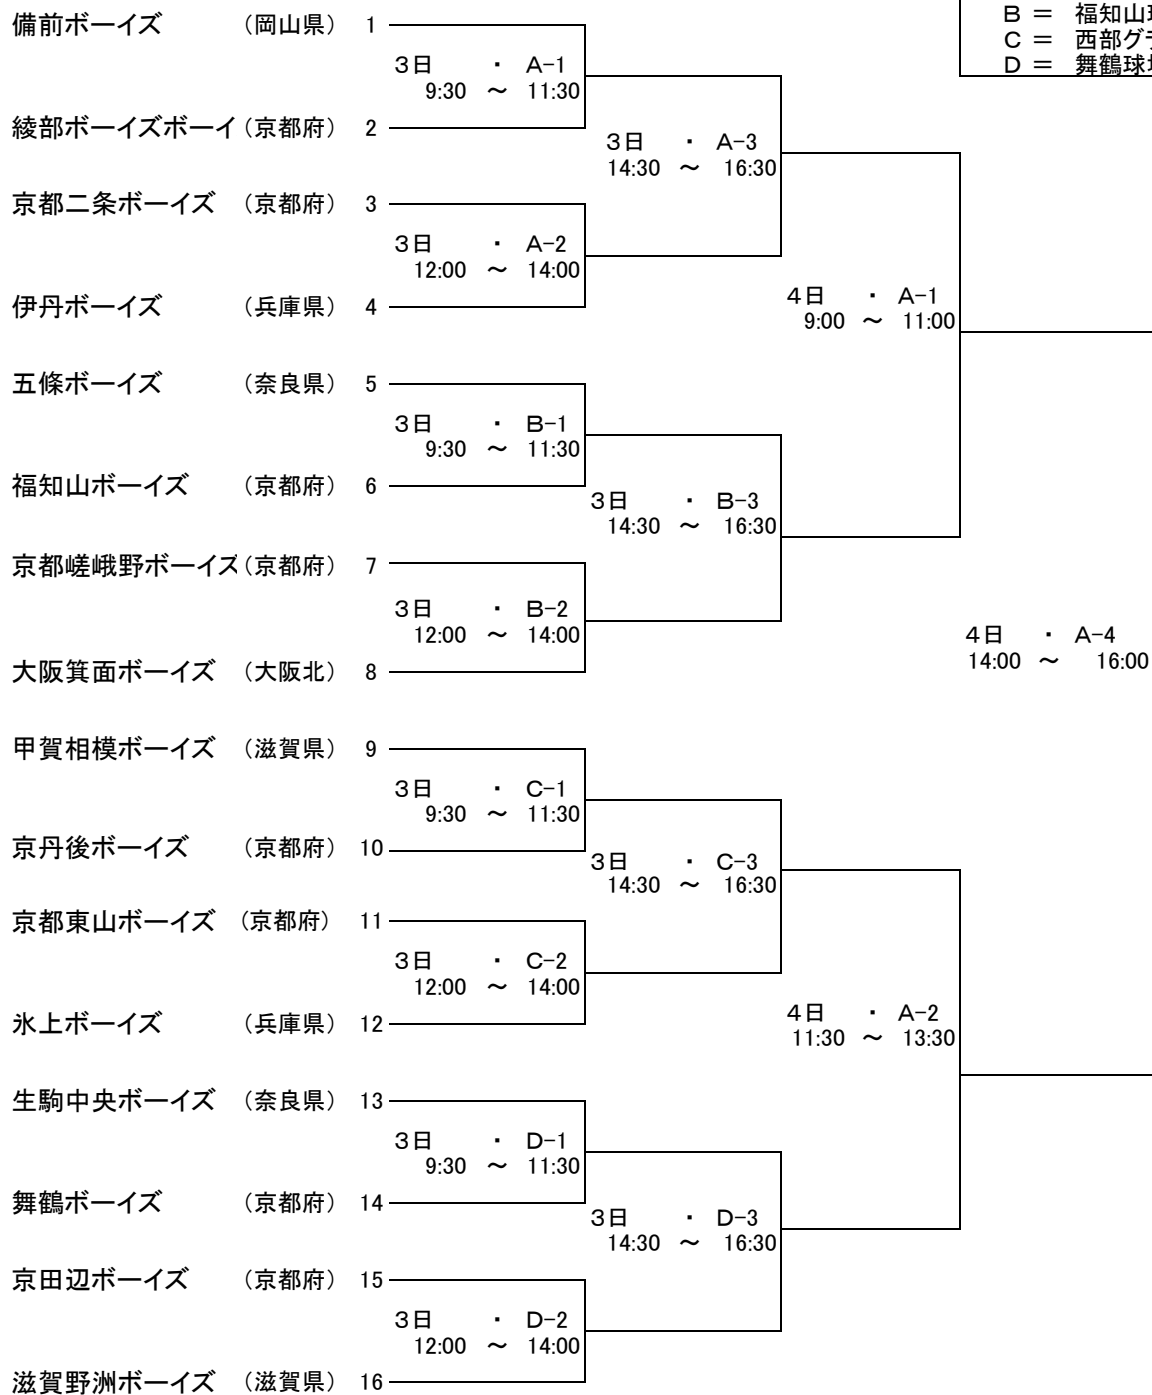 備前ボーイズ （岡山県） 1
B ＝ 福知山
3日 ・ A-1
9:30 ～ 11:30
C ＝ 西部グ
D ＝ 舞鶴球
綾部ボーイズボーイ（京都府） 2
3日 ・ A-3
14:30 ～ 16:30
京都二条ボーイズ （京都府） 3
3日 ・ A-2
12:00 ～ 14:00
伊丹ボーイズ （兵庫県） 4
4日 ・ A-1
9:00 ～ 11:00
五條ボーイズ （奈良県） 5
3日 ・ B-1
9:30 ～ 11:30
福知山ボーイズ （京都府） 6
3日 ・ B-3
14:30 ～ 16:30
京都嵯峨野ボーイズ（京都府） 7
3日 ・ B-2
12:00 ～ 14:00
4日 ・ A-4
14:00 ～ 16:00
大阪箕面ボーイズ （大阪北） 8
甲賀相模ボーイズ （滋賀県） 9
3日 ・ C-1
9:30 ～ 11:30
京丹後ボーイズ （京都府） 10
3日 ・ C-3
14:30 ～ 16:30
京都東山ボーイズ （京都府） 11
3日 ・ C-2
12:00 ～ 14:00
氷上ボーイズ （兵庫県） 12
4日 ・ A-2
11:30 ～ 13:30
生駒中央ボーイズ （奈良県） 13
3日 ・ D-1
9:30 ～ 11:30
舞鶴ボーイズ （京都府） 14
3日 ・ D-3
14:30 ～ 16:30
京田辺ボーイズ （京都府） 15
3日 ・ D-2
12:00 ～ 14:00
滋賀野洲ボーイズ （滋賀県） 16